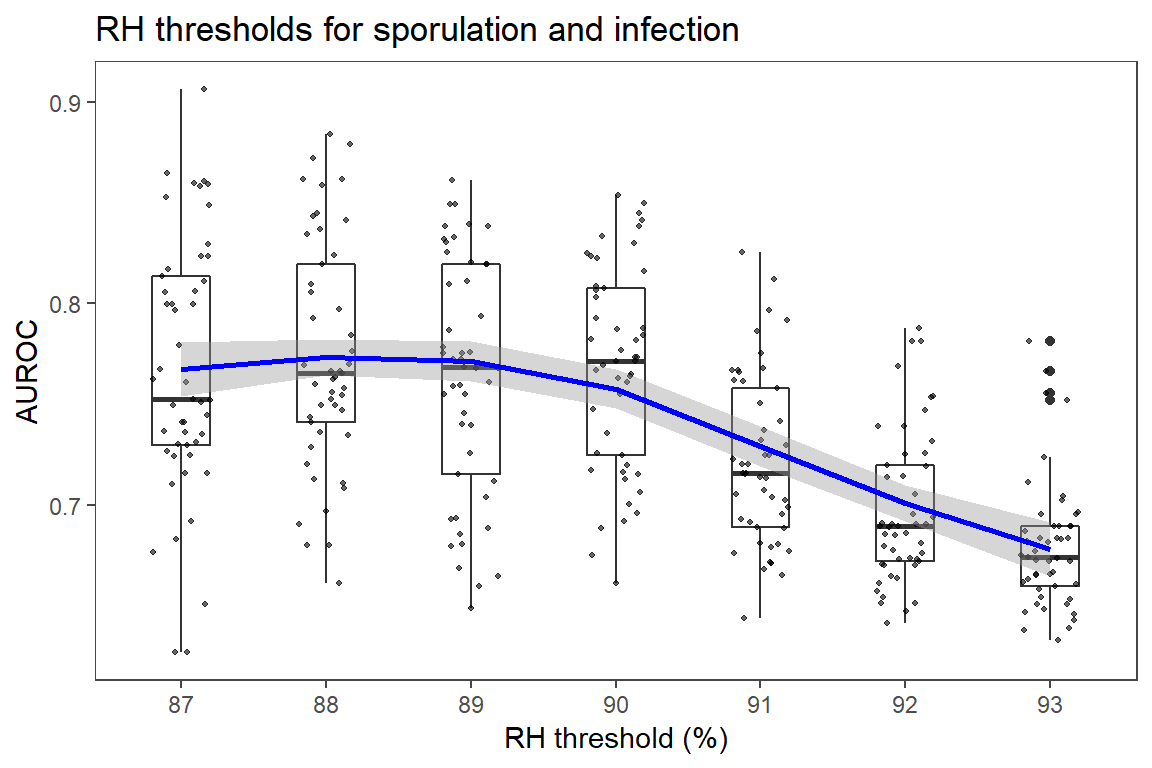 RH thresholds for sporulation and infection
0.9
0.8
0.7
AUROC
87 88 89 90 91 92 93
RH threshold (%)